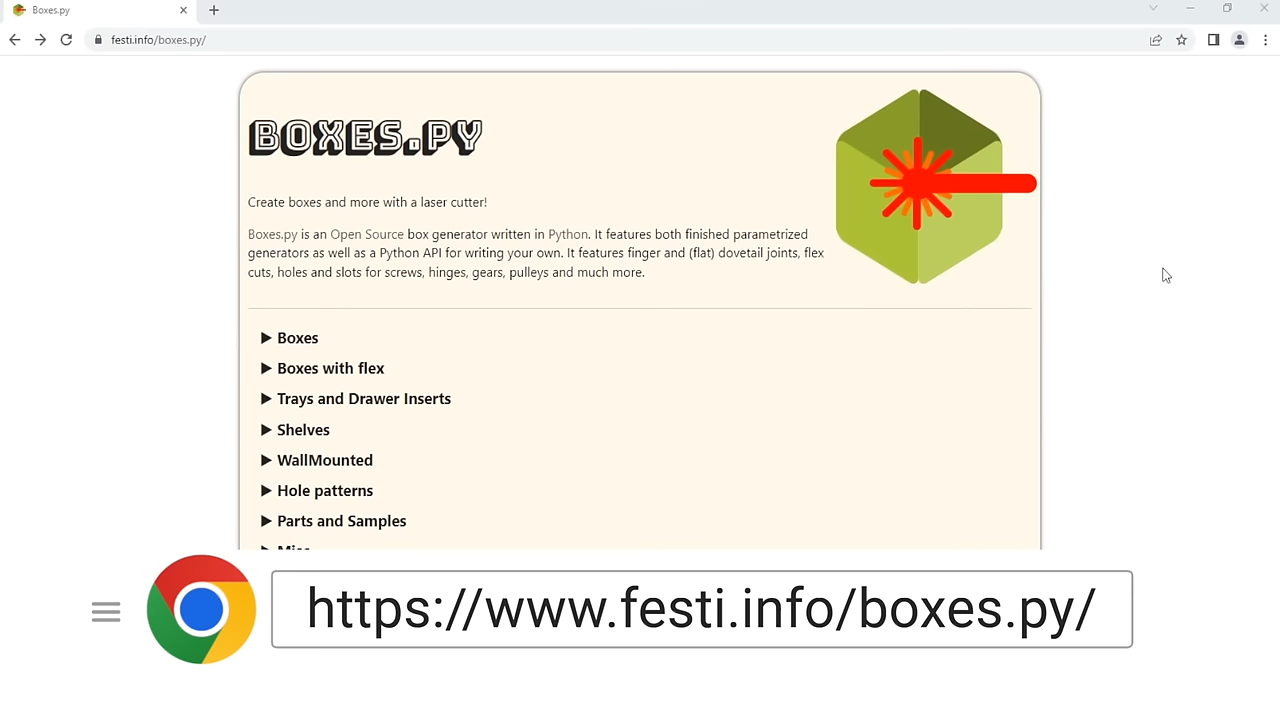 Boxes.py
festi.info/boxes.py/
BOXES.PY
Create boxes and more with a laser cutter!
Boxes.py is an Open Source box generator written in Python. It features both finished parametrized
generators as well as a Python API for writing your own. It features finger and (flat) dovetail joints, flex
cuts, holes and slots for screws, hinges, gears, pulleys and much more.
Boxes
Boxes with flex
Trays and Drawer Inserts
Shelves
WallMounted
Hole patterns
Parts and Samples
Misc
https://www.festi.info/boxes.py/